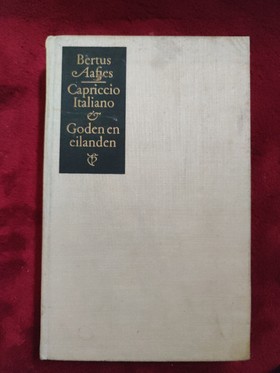 Bertus
Aafjes
Capriccio
Italiano
&
Goden en
eilanden